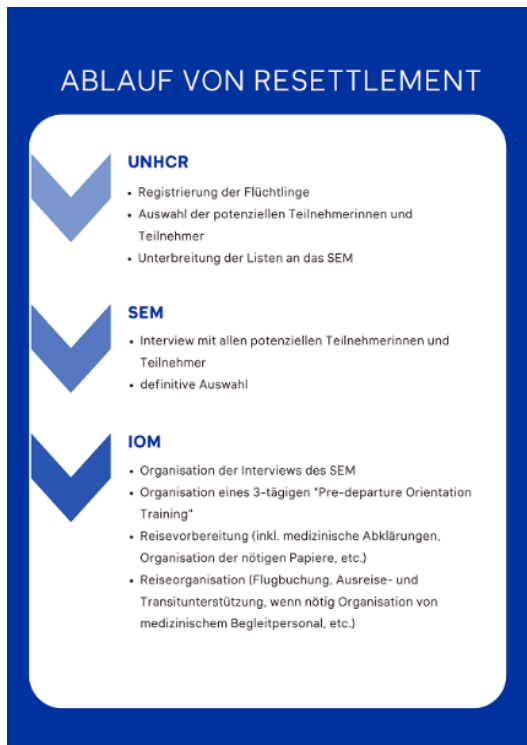 ABLAUF VON RESETTLEMENT
UNHCR
• Registrierung der Flüchtlinge
• Auswahl der potenziellen Teilnehmerinnen und
Teilnehmer
• Unterbreitung der Listen an das SEM
SEM
• Interview mit allen potenziellen Teilnehmerinnen und
Teilnehmer
• definitive Auswahl
IOM
• Organisation der Interviews des SEM
• Organisation eines 3-tägigen "Pre-departure Orientation
Training"
• Reisevorbereitung (inkl. medizinische Abklärungen,
Organisation der nötigen Papiere, etc.)
• Reiseorganisation (Flugbuchung, Ausreise- und
Transitunterstützung, wenn nötig Organisation von
medizinischem Begleitpersonal, etc.)